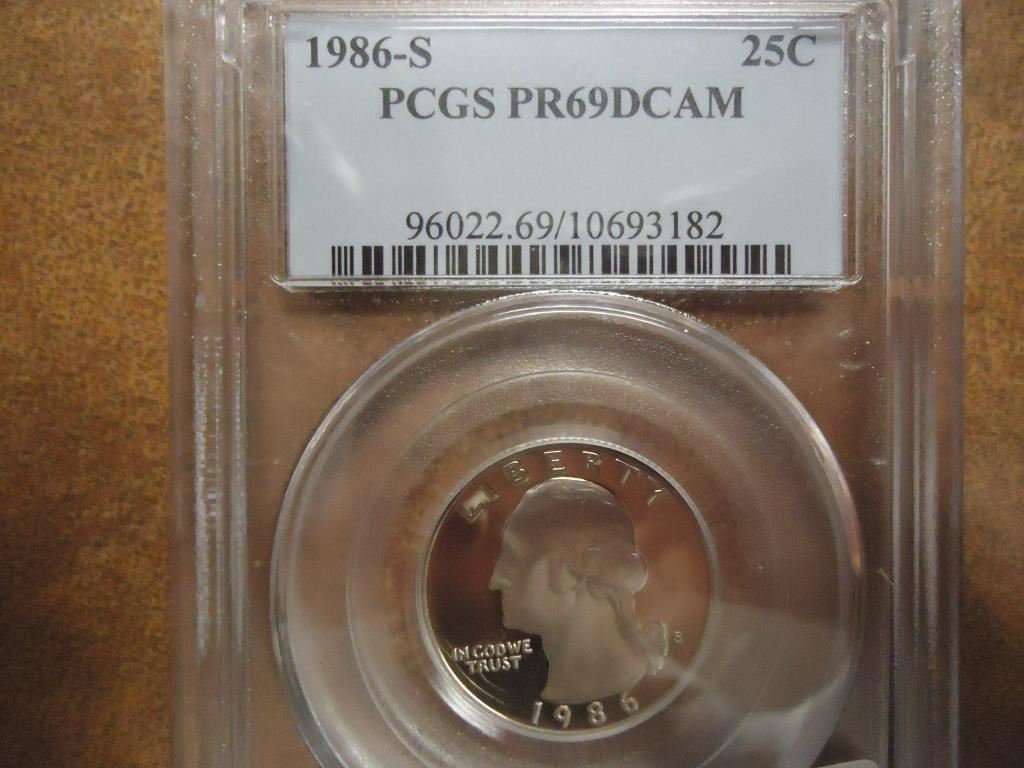 1986-S 25C
PCGS PR69DCAM
96022.69/10693182
LIBERTY
IN GOD WE
TRUST
S
1986